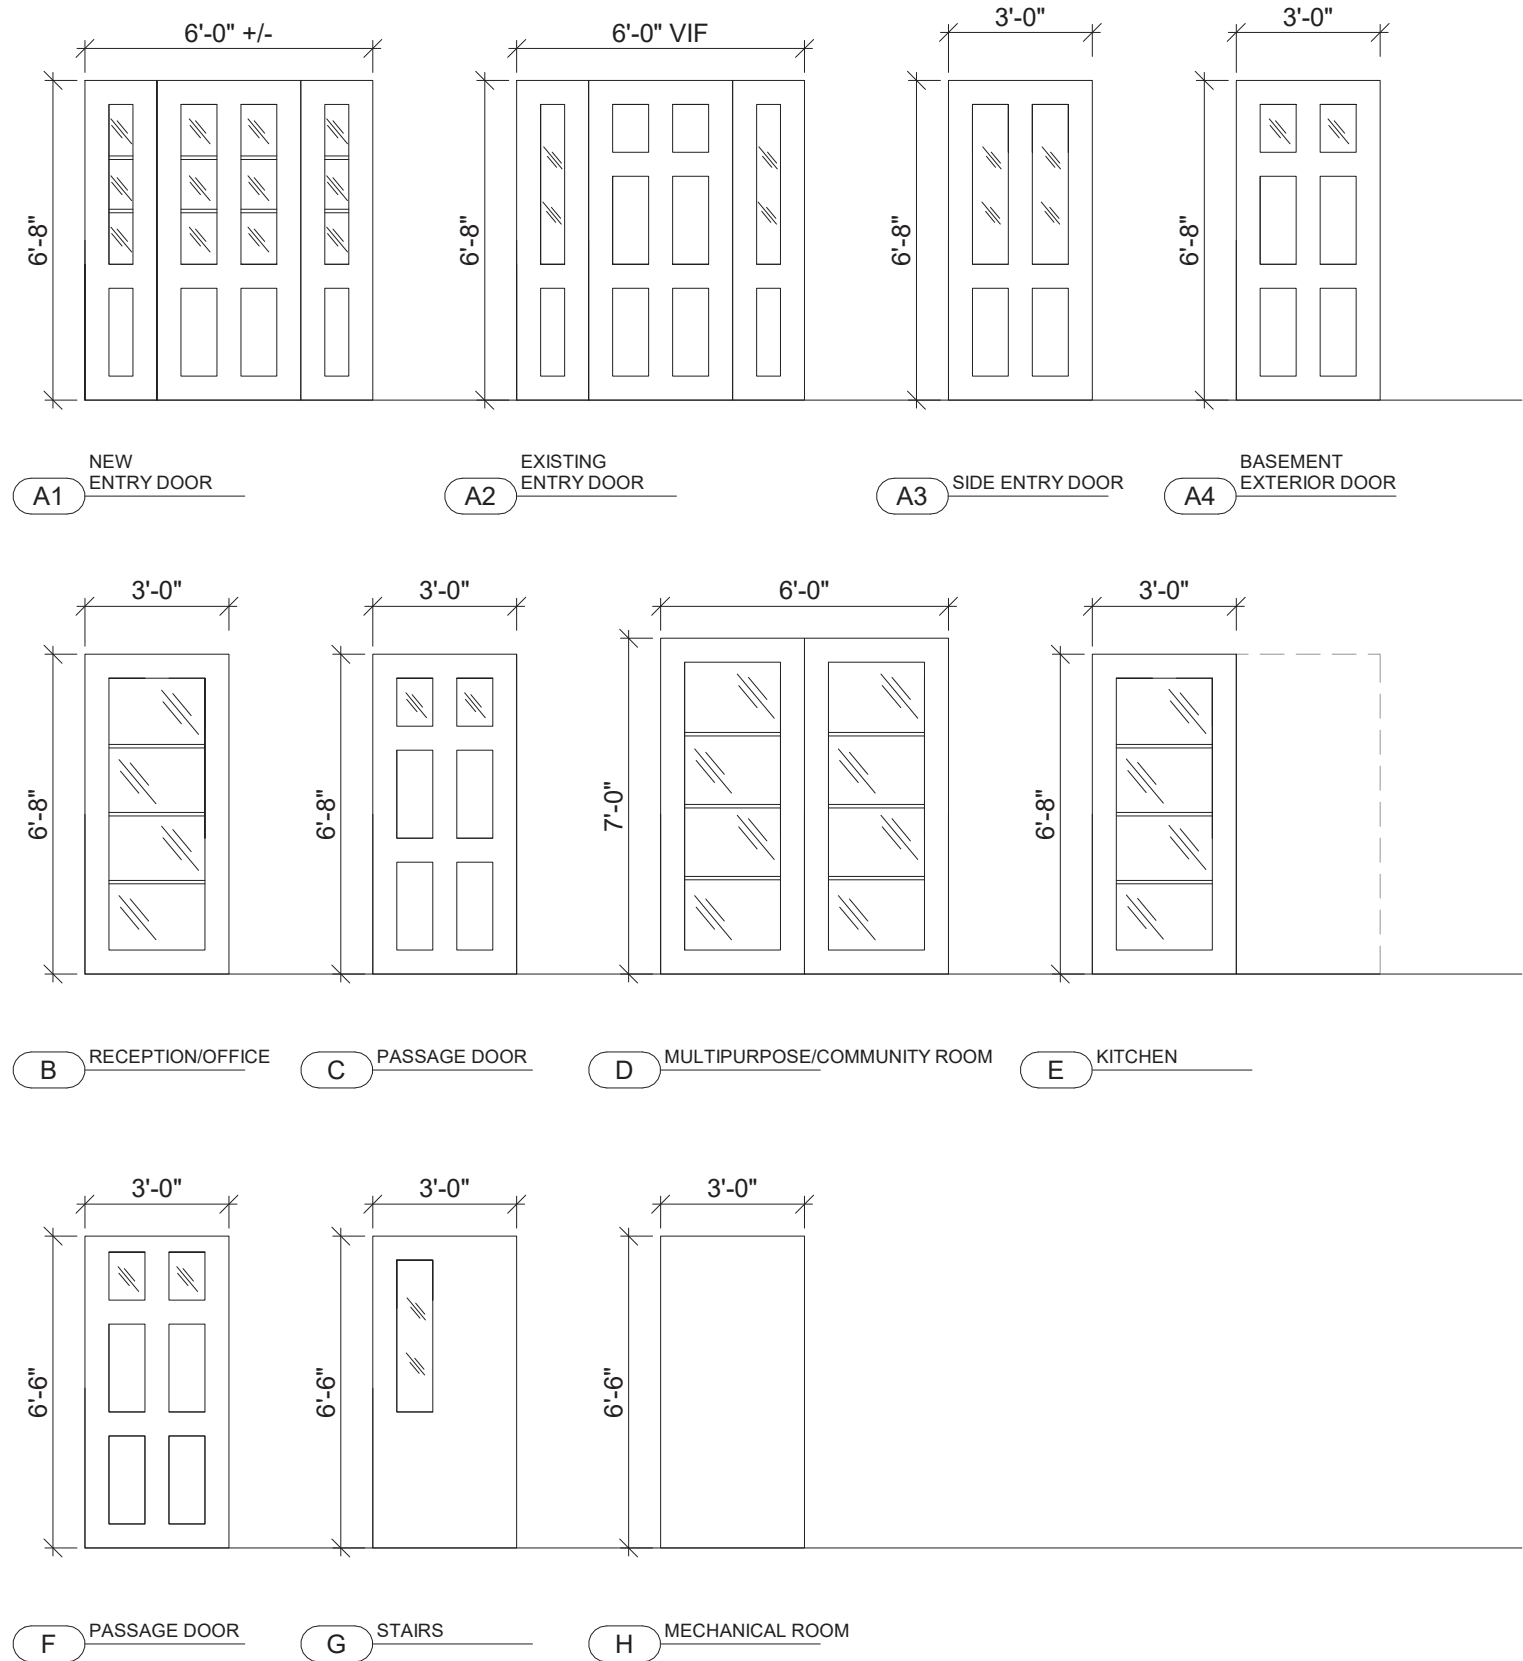 6'-0" +/-
6'-0" VIF
3'-0"
3'-0"
6'-8"
6'-8"
6'-8"
6'-8"
A1
NEW
ENTRY DOOR
A2
EXISTING
ENTRY DOOR
A3
SIDE ENTRY DOOR
A4
BASEMENT
EXTERIOR DOOR
3'-0"
3'-0"
6'-0"
3'-0"
6'-8"
6'-8"
7'-0"
6'-8"
B
RECEPTION/OFFICE
C
PASSAGE DOOR
D
MULTIPURPOSE/COMMUNITY ROOM
E
KITCHEN
3'-0"
3'-0"
3'-0"
6'-6"
6'-6"
6'-6"
F
PASSAGE DOOR
G
STAIRS
H
MECHANICAL ROOM